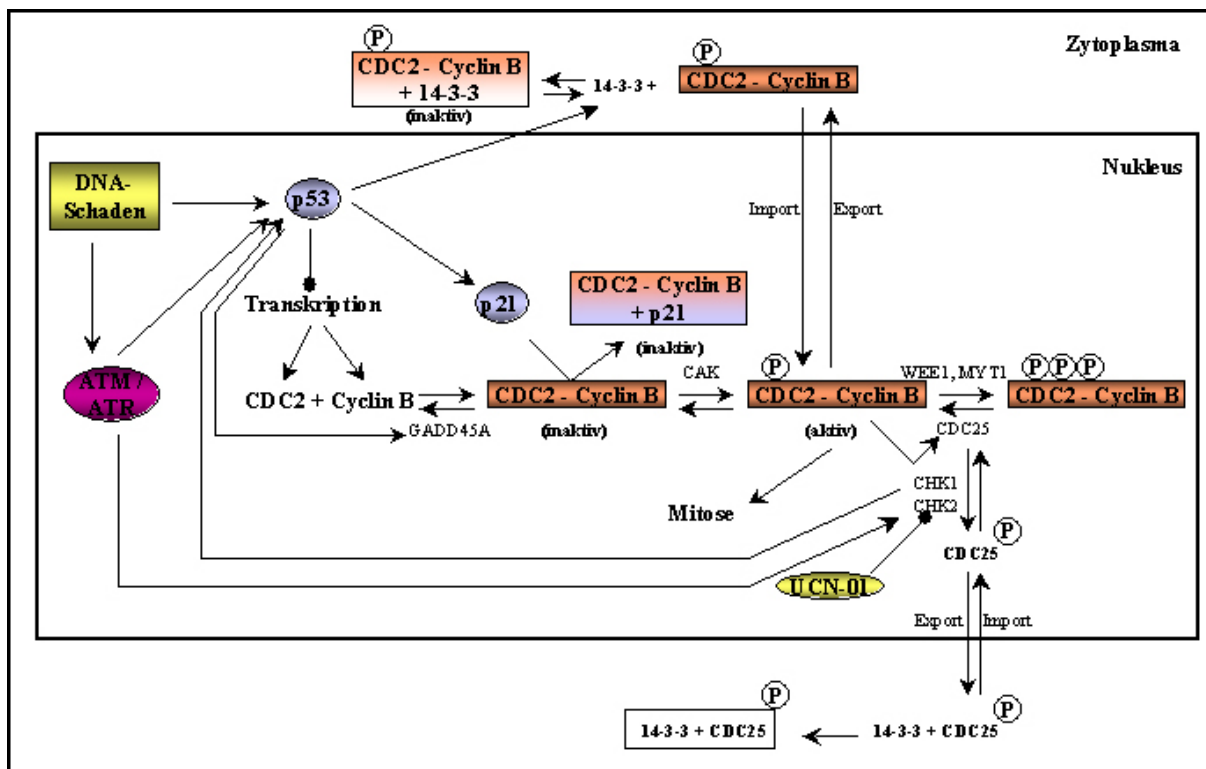 P
CDC2 - Cyclin B
+ 14-3-3
(inaktiv)
14-3-3 +
P
CDC2 - Cyclin B
Zytoplasma
Nukleus
DNA-
Schaden
p53
Import
Export
Transkription
p21
CDC2 - Cyclin B
+ p21
(inaktiv)
ATM /
ATR
CDC2 + Cyclin B
GADD45A
CDC2 - Cyclin B
(inaktiv)
CAK
P
CDC2 - Cyclin B
(aktiv)
WEE1, MYT1
P P P
CDC2 - Cyclin B
CDC25
CHK1
CHK2
Mitose
P
CDC25
UCN-01
Export
Import
P
14-3-3 + CDC25
P
14-3-3 + CDC25